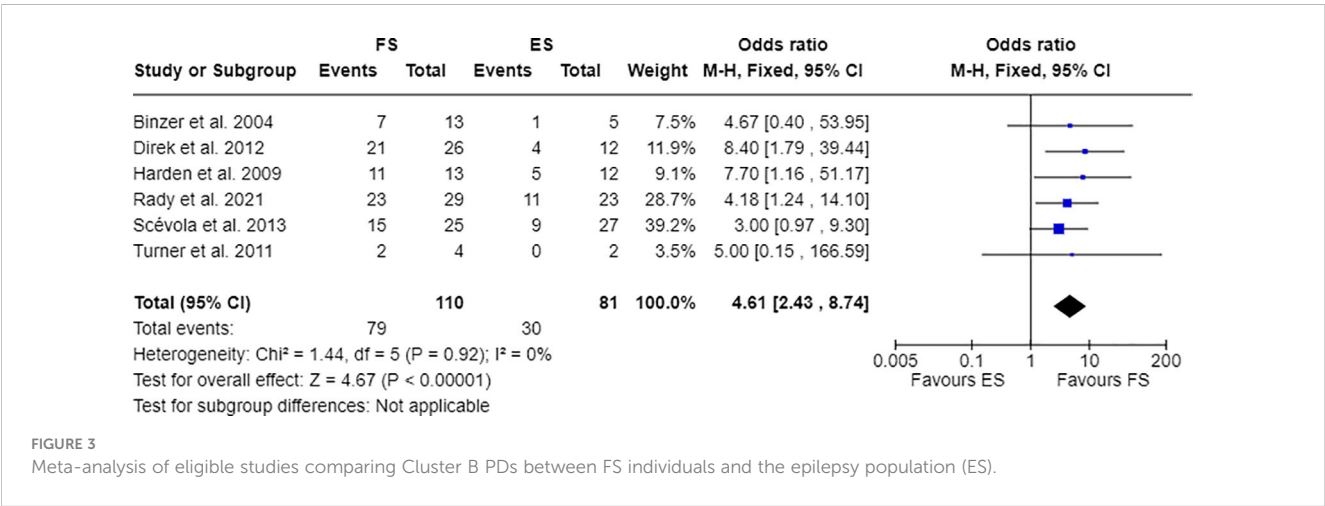 FS ES Odds ratio Odds ratio
Study or Subgroup Events Total Events Total Weight M-H, Fixed, 95% CI M-H, Fixed, 95% CI
Binzer et al. 2004 7 13 1 5 7.5% 4.67 [0.40 , 53.95]
Direk et al. 2012 21 26 4 12 11.9% 8.40 [1.79 , 39.44]
Harden et al. 2009 11 13 5 12 9.1% 7.70 [1.16 , 51.17]
Rady et al. 2021 23 29 11 23 28.7% 4.18 [1.24 , 14.10]
Scévola et al. 2013 15 25 9 27 39.2% 3.00 [0.97 , 9.30]
Turner et al. 2011 2 4 0 2 3.5% 5.00 [0.15 , 166.59]
Total (95% CI) 110 81 100.0% 4.61 [2.43 , 8.74]
Total events: 79 30
Heterogeneity: Chi² = 1.44, df = 5 (P = 0.92); I² = 0%
Test for overall effect: Z = 4.67 (P < 0.00001)
Test for subgroup differences: Not applicable
0.005 0.1 1 10 200
Favours ES Favours FS
FIGURE 3
Meta-analysis of eligible studies comparing Cluster B PDs between FS individuals and the epilepsy population (ES).